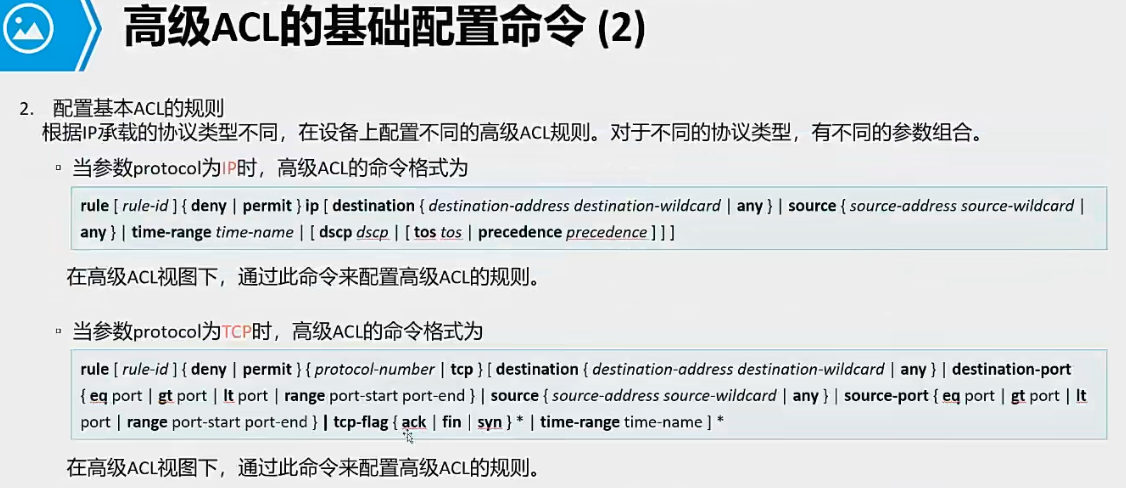 高级ACL的基础配置命令 (2)
2. 配置基本ACL的规则
根据IP承载的协议类型不同，在设备上配置不同的高级ACL规则。对于不同的协议类型，有不同的参数组合。
▫ 当参数protocol为IP时，高级ACL的命令格式为
rule [ rule-id ] { deny | permit } ip [ destination { destination-address destination-wildcard | any } | source { source-address source-wildcard |
any } | time-range time-name | [ dscp dscp | [ tos tos | precedence precedence ] ] ]
在高级ACL视图下，通过此命令来配置高级ACL的规则。
▫ 当参数protocol为TCP时，高级ACL的命令格式为
rule [ rule-id ] { deny | permit } { protocol-number | tcp } [ destination { destination-address destination-wildcard | any } | destination-port
{ eq port | gt port | lt port | range port-start port-end } | source { source-address source-wildcard | any } | source-port { eq port | gt port | lt
port | range port-start port-end } | tcp-flag { ack | fin | syn } * | time-range time-name ] *
在高级ACL视图下，通过此命令来配置高级ACL的规则。